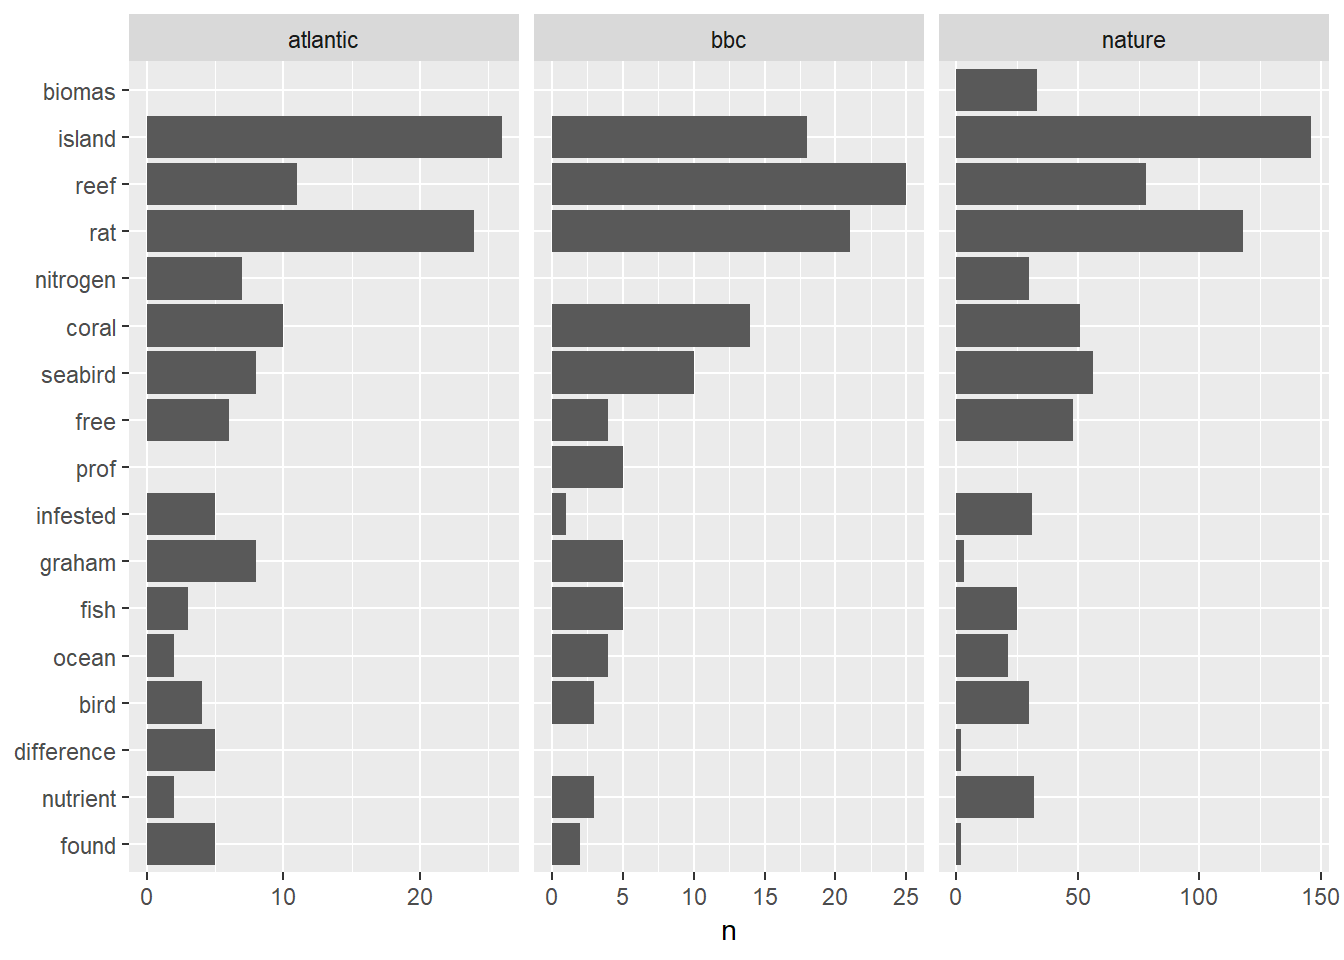 atlantic bbc nature
biomas
island
reef
rat
nitrogen
coral
seabird
free
prof
infested
graham
fish
ocean
bird
difference
nutrient
found
0 10 20 0 5 10 15 20 25 0 50 100 150
n